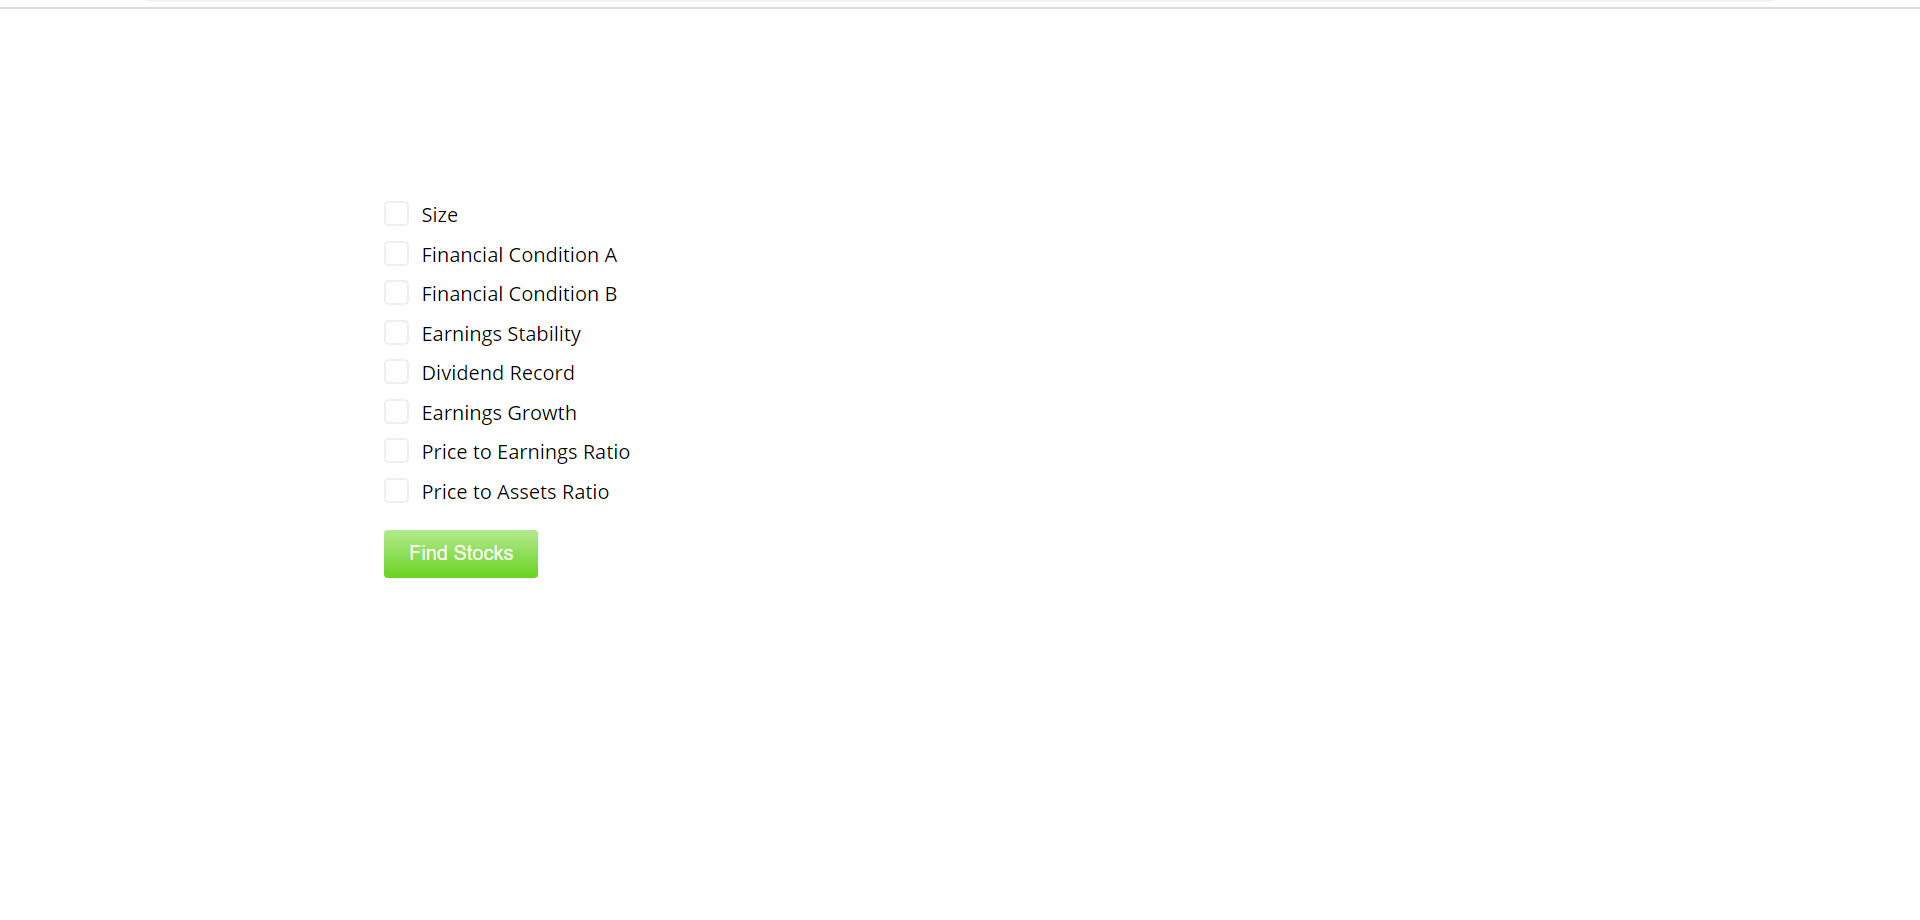 Size
Financial Condition A
Financial Condition B
Earnings Stability
Dividend Record
Earnings Growth
Price to Earnings Ratio
Price to Assets Ratio
Find Stocks